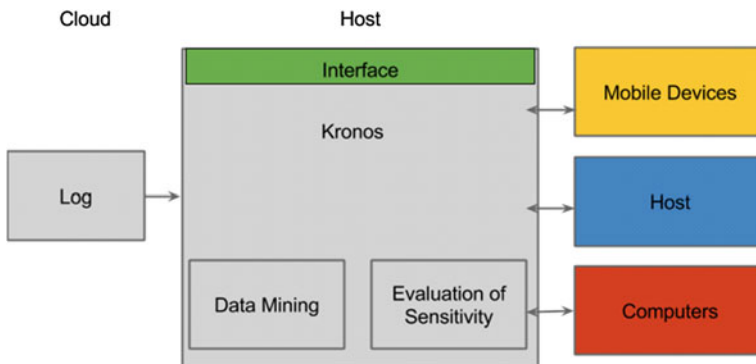 Cloud
Host
Interface
Kronos
Mobile Devices
Log
Host
Data Mining
Evaluation of
Sensitivity
Computers